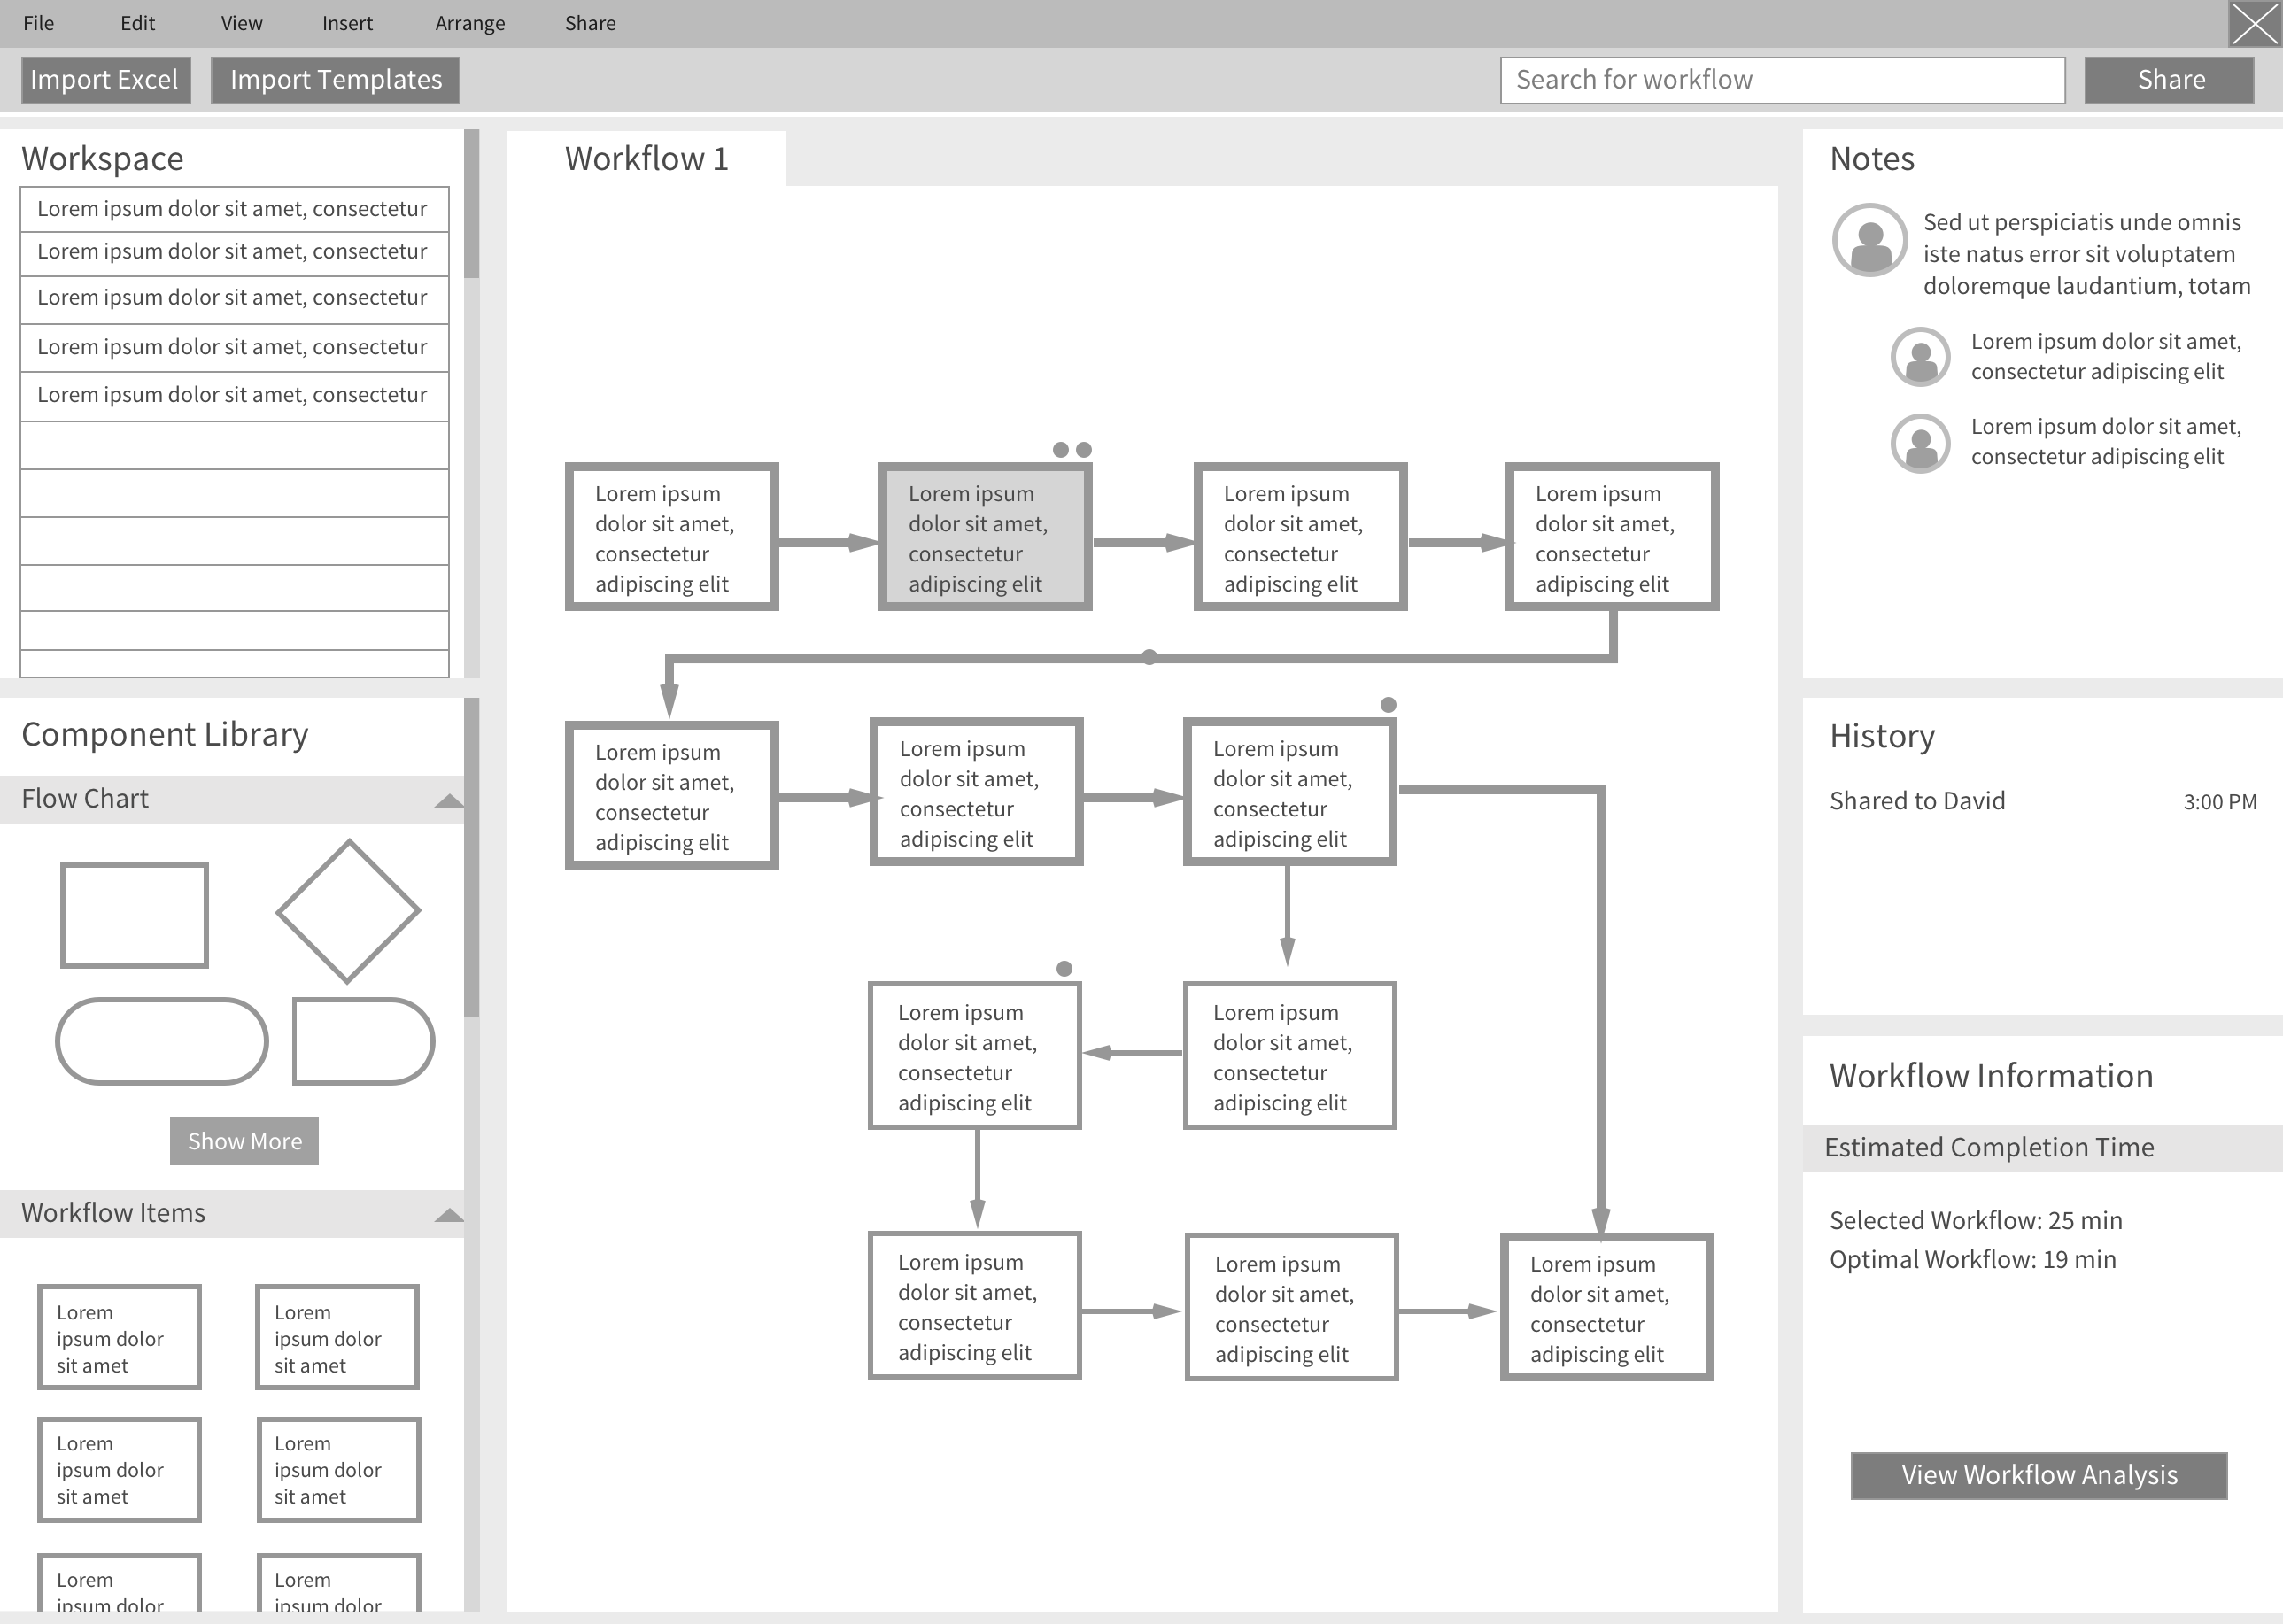 File Edit View Insert Arrange Share
Import Excel Import Templates Search for workflow Share
Workspace
Lorem ipsum dolor sit amet, consectetur
Lorem ipsum dolor sit amet, consectetur
Lorem ipsum dolor sit amet, consectetur
Lorem ipsum dolor sit amet, consectetur
Lorem ipsum dolor sit amet, consectetur
Component Library
Flow Chart
Show More
Workflow Items
Lorem
ipsum dolor
sit amet
Lorem
ipsum dolor
sit amet
Lorem
ipsum dolor
sit amet
Lorem
ipsum dolor
sit amet
Lorem
ipsum dolor
Lorem
ipsum dolor
Workflow 1
Lorem ipsum
dolor sit amet,
consectetur
adipiscing elit
Lorem ipsum
dolor sit amet,
consectetur
adipiscing elit
Lorem ipsum
dolor sit amet,
consectetur
adipiscing elit
Lorem ipsum
dolor sit amet,
consectetur
adipiscing elit
Lorem ipsum
dolor sit amet,
consectetur
adipiscing elit
Lorem ipsum
dolor sit amet,
consectetur
adipiscing elit
Lorem ipsum
dolor sit amet,
consectetur
adipiscing elit
Lorem ipsum
dolor sit amet,
consectetur
adipiscing elit
Lorem ipsum
dolor sit amet,
consectetur
adipiscing elit
Lorem ipsum
dolor sit amet,
consectetur
adipiscing elit
Lorem ipsum
dolor sit amet,
consectetur
adipiscing elit
Lorem ipsum
dolor sit amet,
consectetur
adipiscing elit
Notes
Sed ut perspiciatis unde omnis
iste natus error sit voluptatem
doloremque laudantium, totam
Lorem ipsum dolor sit amet,
consectetur adipiscing elit
Lorem ipsum dolor sit amet,
consectetur adipiscing elit
History
Shared to David 3:00 PM
Workflow Information
Estimated Completion Time
Selected Workflow: 25 min
Optimal Workflow: 19 min
View Workflow Analysis